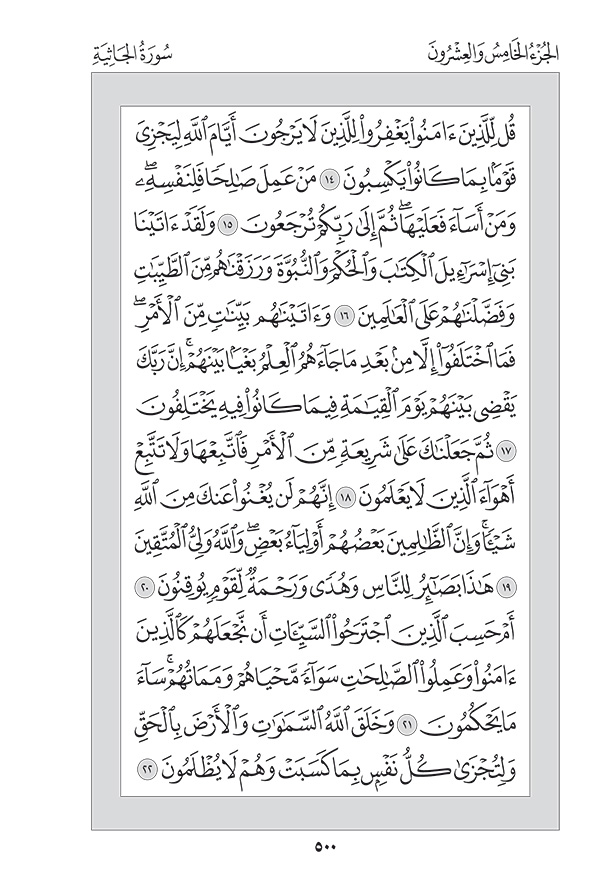 الجُزْءُ الخَامِسُ وَالعِشْرُونَ
سُورَةُ الجَاثِيَةِ
قُل لِّلَّذِينَ ءَامَنُواْ يَغْفِرُواْ لِلَّذِينَ لَا يَرْجُونَ أَيَّامَ ٱللَّهِ لِيَجْزِيَ
قَوْمَۢا بِمَا كَانُواْ يَكْسِبُونَ ١٤ مَنْ عَمِلَ صَٰلِحٗا فَلِنَفْسِهِۦۖ
وَمَنْ أَسَآءَ فَعَلَيْهَاۖ ثُمَّ إِلَىٰ رَبِّكُمْ تُرْجَعُونَ ١٥ وَلَقَدْ ءَاتَيْنَا
بَنِيٓ إِسْرَٰٓءِيلَ ٱلْكِتَٰبَ وَٱلْحُكْمَ وَٱلنُّبُوَّةَ وَرَزَقْنَٰهُم مِّنَ ٱلطَّيِّبَٰتِ
وَفَضَّلْنَٰهُمْ عَلَى ٱلْعَٰلَمِينَ ١٦ وَءَاتَيْنَٰهُم بَيِّنَٰتٖ مِّنَ ٱلْأَمْرِۖ
فَمَا ٱخْتَلَفُوٓاْ إِلَّا مِنۢ بَعْدِ مَا جَآءَهُمُ ٱلْعِلْمُ بَغْيَۢا بَيْنَهُمْۚ إِنَّ رَبَّكَ
يَقْضِي بَيْنَهُمْ يَوْمَ ٱلْقِيَٰمَةِ فِيمَا كَانُواْ فِيهِ يَخْتَلِفُونَ
١٧ ثُمَّ جَعَلْنَٰكَ عَلَىٰ شَرِيعَةٖ مِّنَ ٱلْأَمْرِ فَٱتَّبِعْهَا وَلَا تَتَّبِعْ
أَهْوَآءَ ٱلَّذِينَ لَا يَعْلَمُونَ ١٨ إِنَّهُمْ لَن يُغْنُواْ عَنكَ مِنَ ٱللَّهِ
شَيْـٔٗاۚ وَإِنَّ ٱلظَّٰلِمِينَ بَعْضُهُمْ أَوْلِيَآءُ بَعْضٖۖ وَٱللَّهُ وَلِيُّ ٱلْمُتَّقِينَ
١٩ هَٰذَا بَصَٰٓئِرُ لِلنَّاسِ وَهُدٗى وَرَحْمَةٞ لِّقَوْمٖ يُوقِنُونَ ٢٠
أَمْ حَسِبَ ٱلَّذِينَ ٱجْتَرَحُواْ ٱلسَّيِّـَٔاتِ أَن نَّجْعَلَهُمْ كَٱلَّذِينَ
ءَامَنُواْ وَعَمِلُواْ ٱلصَّٰلِحَٰتِ سَوَآءٗ مَّحْيَاهُمْ وَمَمَاتُهُمْۚ سَآءَ
مَا يَحْكُمُونَ ٢١ وَخَلَقَ ٱللَّهُ ٱلسَّمَٰوَٰتِ وَٱلْأَرْضَ بِٱلْحَقِّ
وَلِتُجْزَىٰ كُلُّ نَفْسِۭ بِمَا كَسَبَتْ وَهُمْ لَا يُظْلَمُونَ ٢٢
٥٠٠